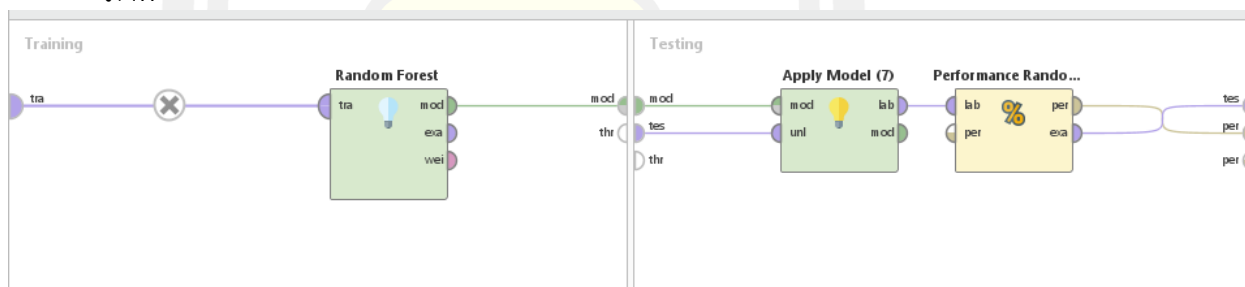 Training
Testing
Random Forest
Apply Model (7)
Performance Rando...
tra
tra
mod
exa
wei
mod
thr
mod
tes
thr
mod
unl
lab
mod
lab
per
per
exa
tes
per
per